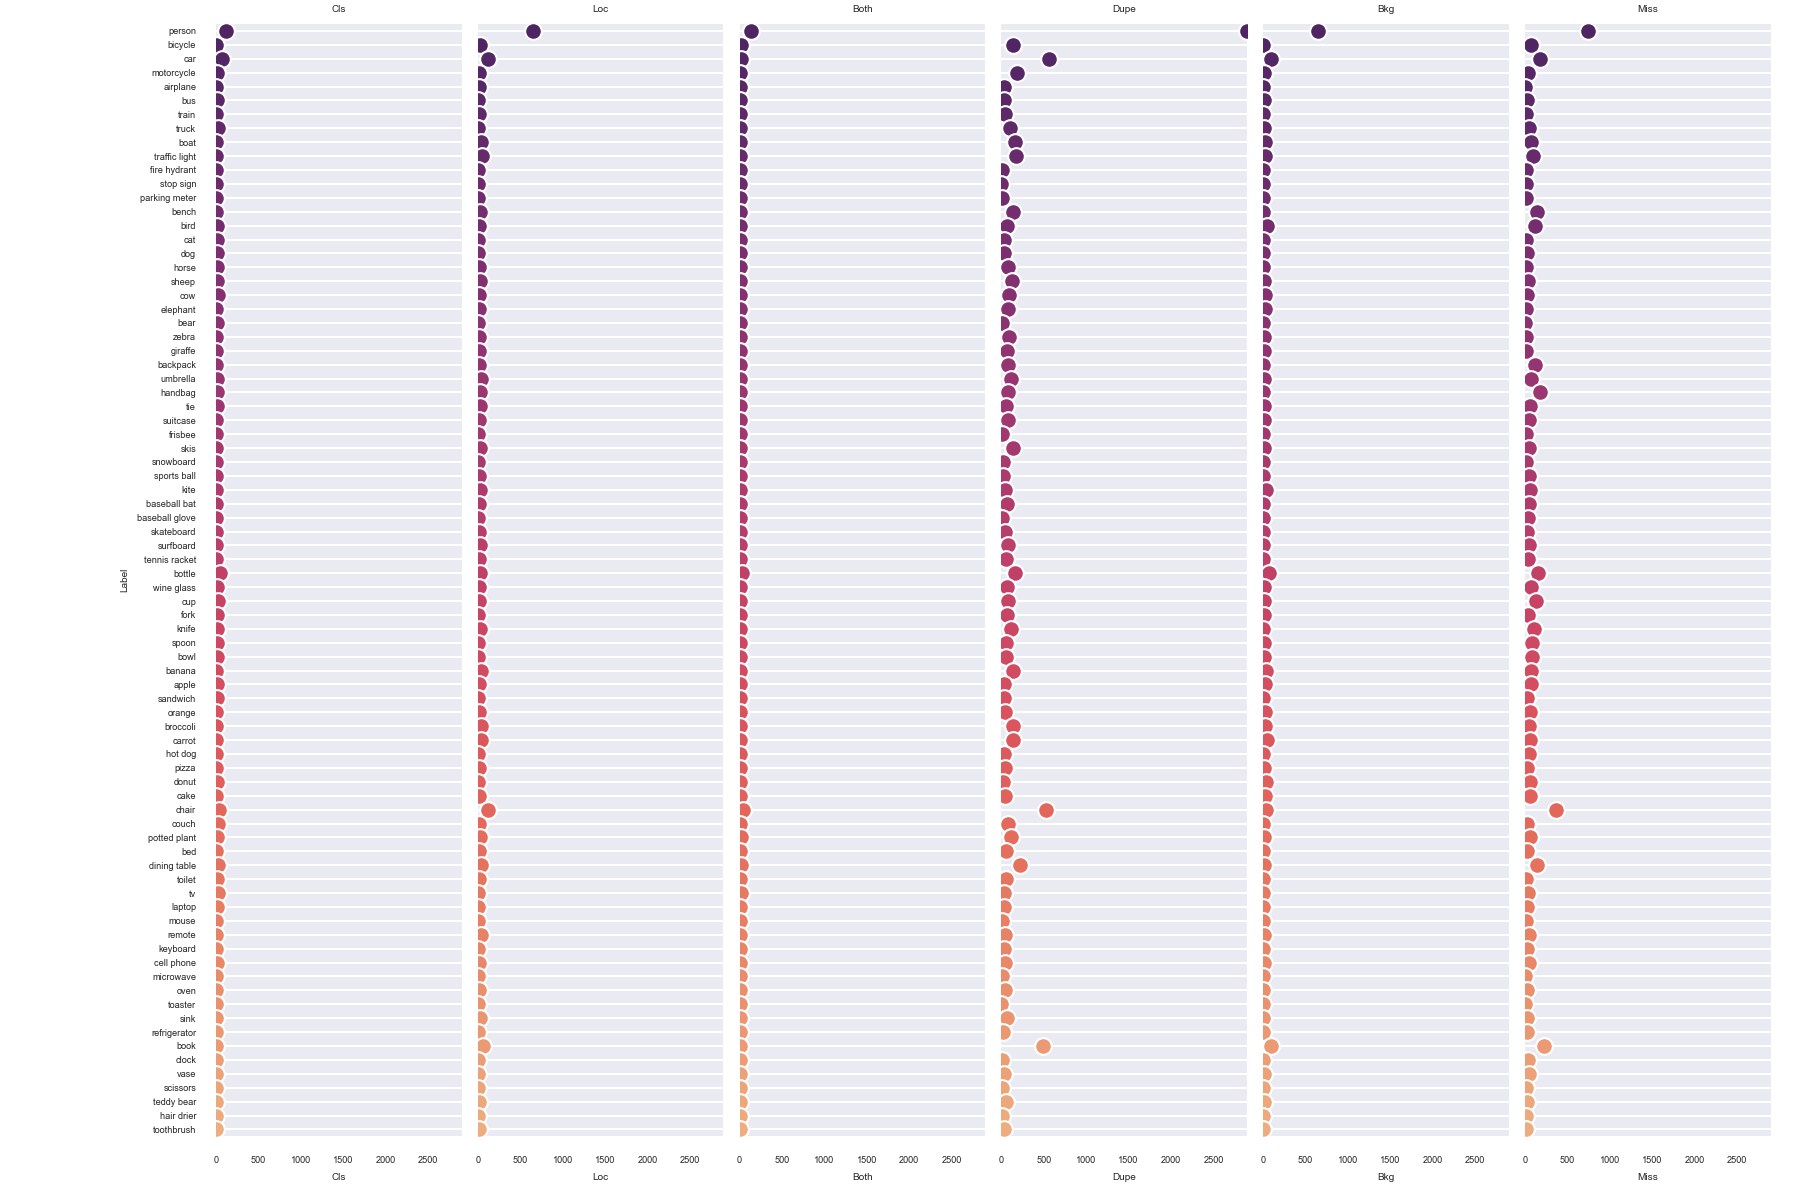 Cls Loc Both Dupe Bkg Miss
person
bicycle
car
motorcycle
airplane
bus
train
truck
boat
traffic light
fire hydrant
stop sign
parking meter
bench
bird
cat
dog
horse
sheep
cow
elephant
bear
zebra
giraffe
backpack
umbrella
handbag
tie
suitcase
frisbee
skis
snowboard
sports ball
kite
baseball bat
baseball glove
skateboard
surfboard
tennis racket
bottle
Label
wine glass
cup
fork
knife
spoon
bowl
banana
apple
sandwich
orange
broccoli
carrot
hot dog
pizza
donut
cake
chair
couch
potted plant
bed
dining table
toilet
tv
laptop
mouse
remote
keyboard
cell phone
microwave
oven
toaster
sink
refrigerator
book
clock
vase
scissors
teddy bear
hair drier
toothbrush
0 500 1000 1500 2000 2500 0 500 1000 1500 2000 2500 0 500 1000 1500 2000 2500 0 500 1000 1500 2000 2500 0 500 1000 1500 2000 2500 0 500 1000 1500 2000 2500
Cls Loc Both Dupe Bkg Miss